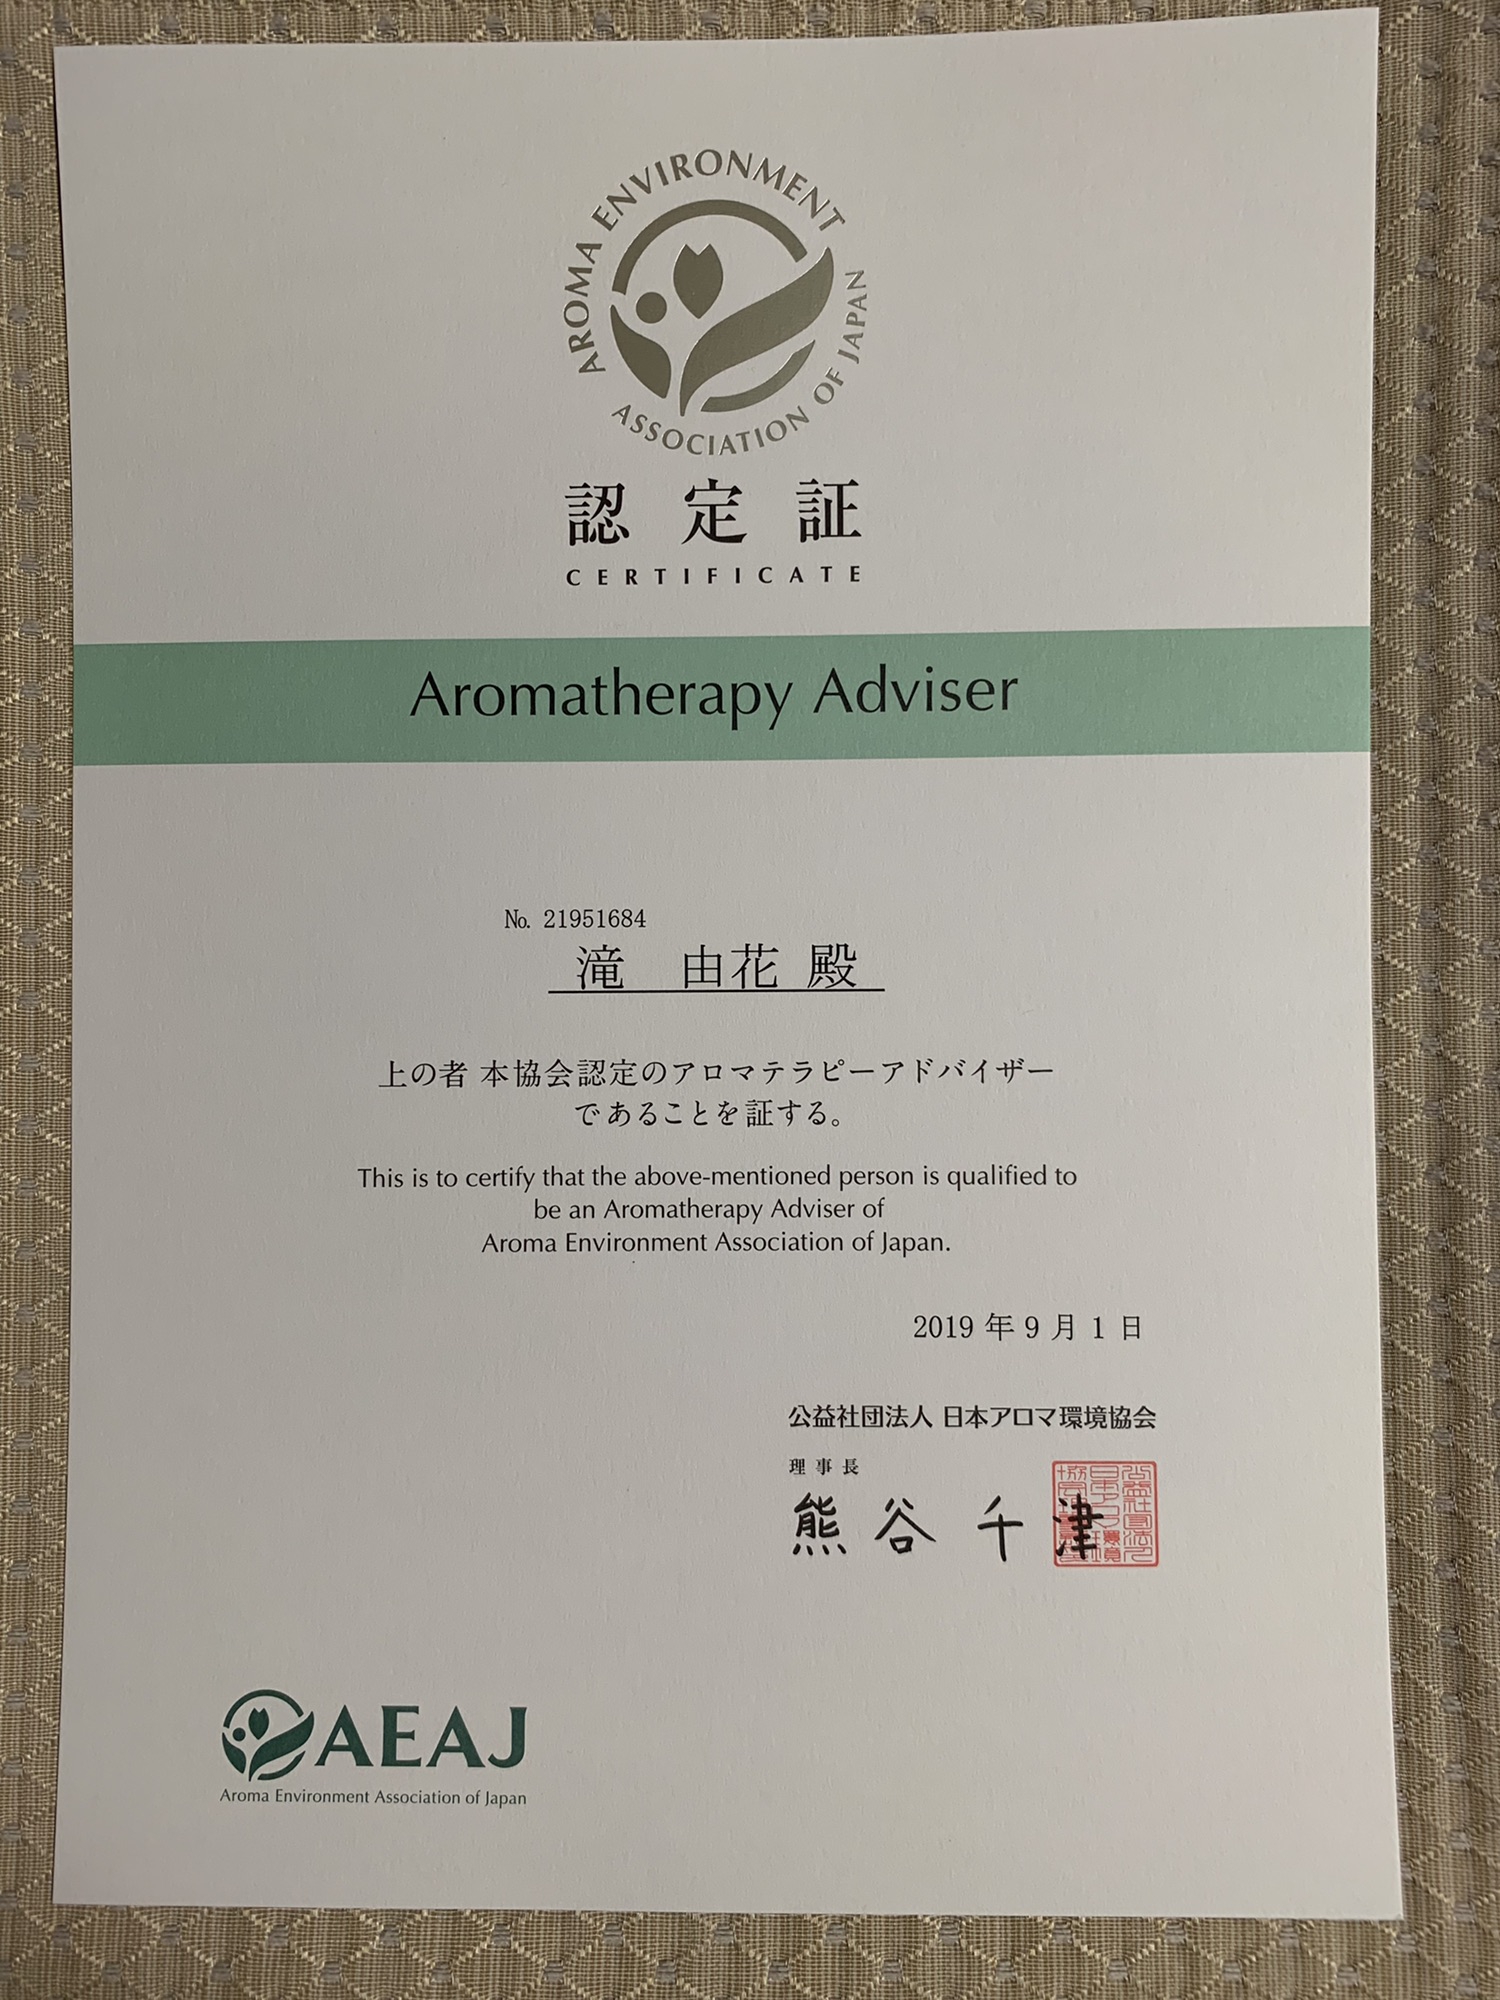 AROMA ENVIRONMENT ASSOCIATION OF JAPAN
認定証
CERTIFICATE
Aromatherapy Adviser
№ 21951684
滝　由花 殿
上の者 本協会認定のアロマテラピーアドバイザー
であることを証する。
This is to certify that the above-mentioned person is qualified to
be an Aromatherapy Adviser of
Aroma Environment Association of Japan.
2019 年 9 月 1 日
公益社団法人 日本アロマ環境協会
理事長
熊谷千津
AEAJ
Aroma Environment Association of Japan